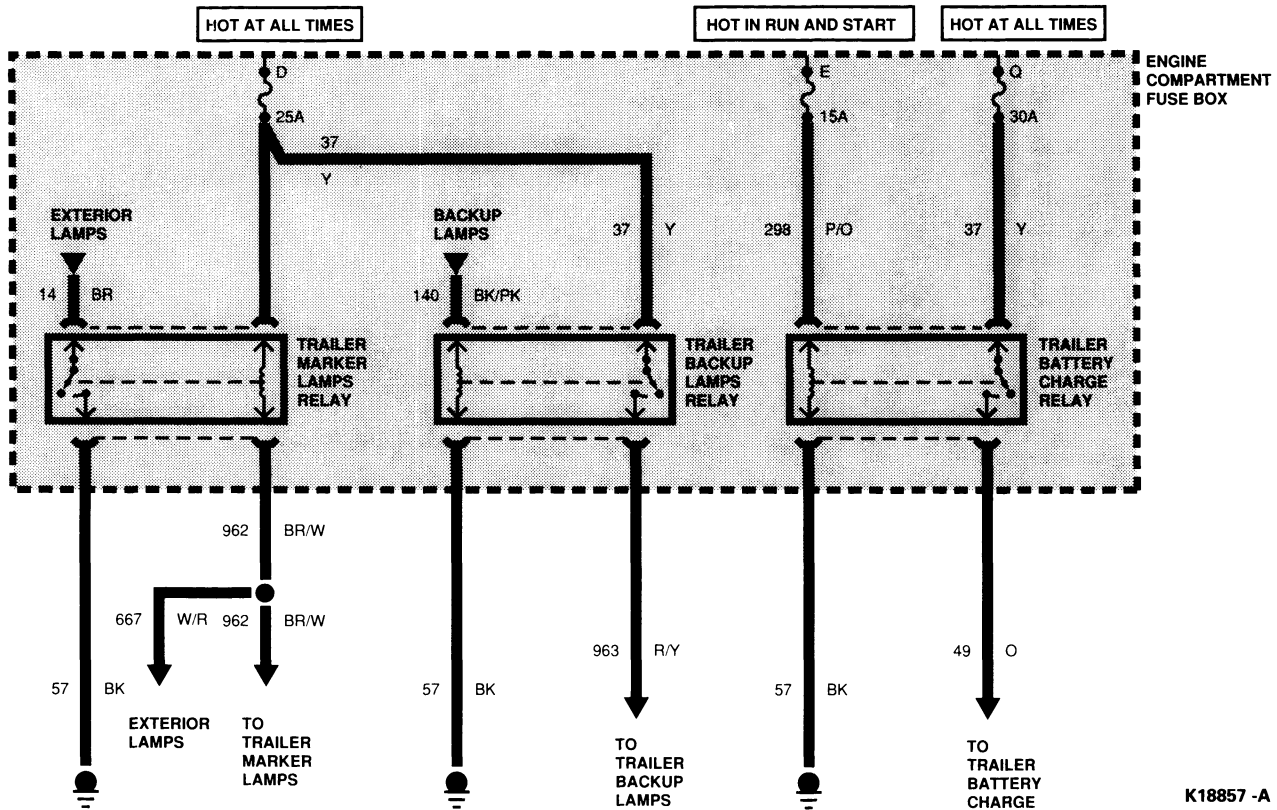 HOT AT ALL TIMES
HOT IN RUN AND START
HOT AT ALL TIMES
ENGINE
COMPARTMENT
FUSE BOX
D
25A
E
15A
Q
30A
37
Y
EXTERIOR
LAMPS
BACKUP
LAMPS
37 Y
298 P/O
37 Y
14 BR
140 BK/PK
TRAILER
MARKER
LAMPS
RELAY
TRAILER
BACKUP
LAMPS
RELAY
TRAILER
BATTERY
CHARGE
RELAY
962 BR/W
667 W/R
962 BR/W
963 R/Y
49 O
57 BK
57 BK
57 BK
EXTERIOR
LAMPS
TO
TRAILER
MARKER
LAMPS
TO
TRAILER
BACKUP
LAMPS
TO
TRAILER
BATTERY
CHARGE
K18857 -A